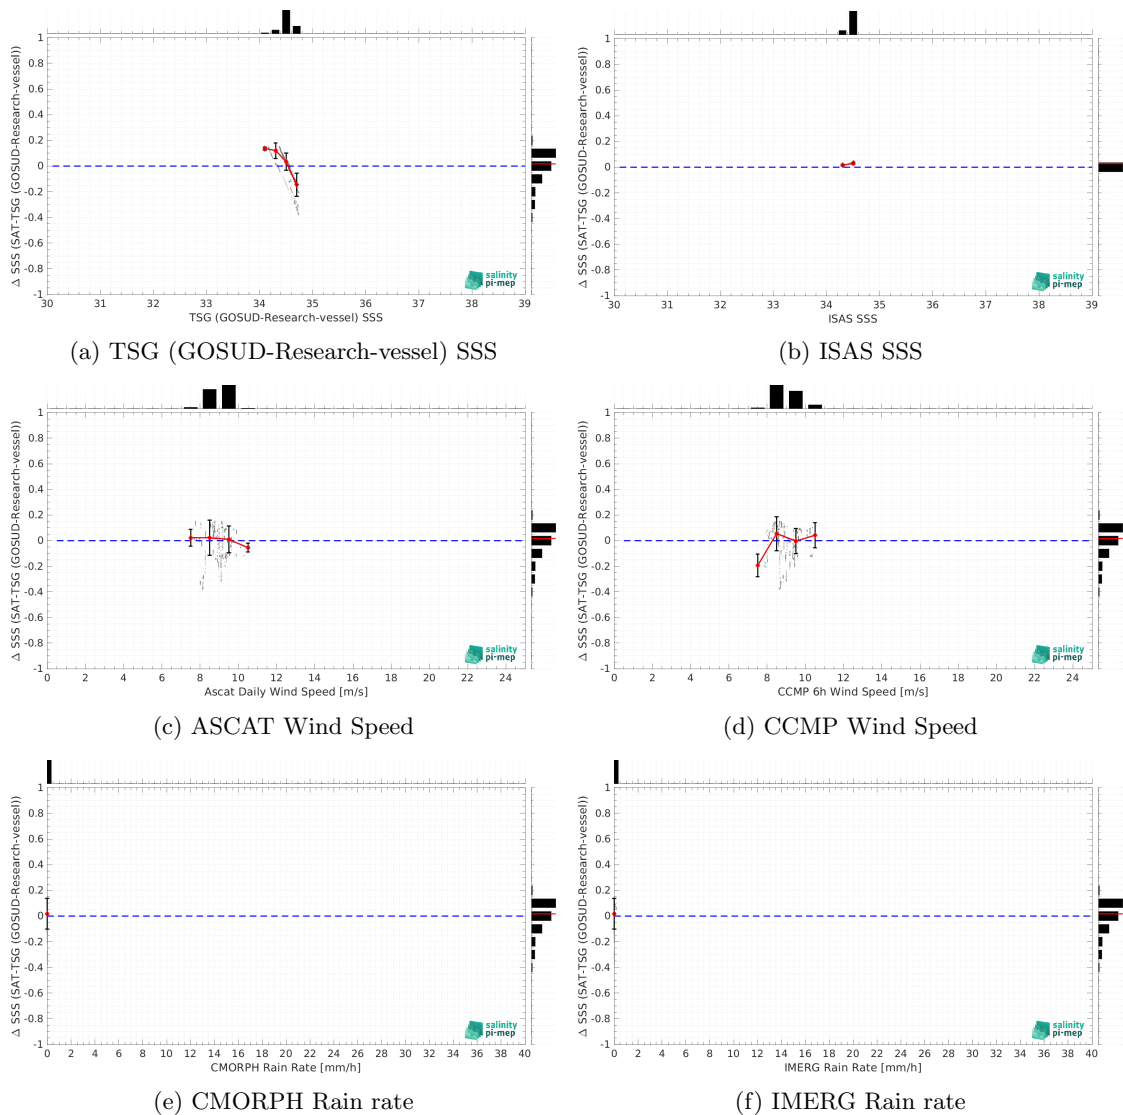 Δ SSS (SAT-TSG (GOSUD-Research-vessel))
1
0.8
0.6
0.4
0.2
0
-0.2
-0.4
-0.6
-0.8
-1
30 31 32 33 34 35 36 37 38 39
TSG (GOSUD-Research-vessel) SSS
salinity
pi-mep
(a) TSG (GOSUD-Research-vessel) SSS
Δ SSS (SAT-TSG (GOSUD-Research-vessel))
1
0.8
0.6
0.4
0.2
0
-0.2
-0.4
-0.6
-0.8
-1
30 31 32 33 34 35 36 37 38 39
ISAS SSS
salinity
pi-mep
(b) ISAS SSS
Δ SSS (SAT-TSG (GOSUD-Research-vessel))
1
0.8
0.6
0.4
0.2
0
-0.2
-0.4
-0.6
-0.8
-1
0 2 4 6 8 10 12 14 16 18 20 22 24
Ascat Daily Wind Speed [m/s]
salinity
pi-mep
(c) ASCAT Wind Speed
Δ SSS (SAT-TSG (GOSUD-Research-vessel))
1
0.8
0.6
0.4
0.2
0
-0.2
-0.4
-0.6
-0.8
-1
0 2 4 6 8 10 12 14 16 18 20 22 24
CCMP 6h Wind Speed [m/s]
salinity
pi-mep
(d) CCMP Wind Speed
Δ SSS (SAT-TSG (GOSUD-Research-vessel))
1
0.8
0.6
0.4
0.2
0
-0.2
-0.4
-0.6
-0.8
-1
0 2 4 6 8 10 12 14 16 18 20 22 24 26 28 30 32 34 36 38 40
CMORPH Rain Rate [mm/h]
salinity
pi-mep
(e) CMORPH Rain rate
Δ SSS (SAT-TSG (GOSUD-Research-vessel))
1
0.8
0.6
0.4
0.2
0
-0.2
-0.4
-0.6
-0.8
-1
0 2 4 6 8 10 12 14 16 18 20 22 24 26 28 30 32 34 36 38 40
IMERG Rain Rate [mm/h]
salinity
pi-mep
(f) IMERG Rain rate